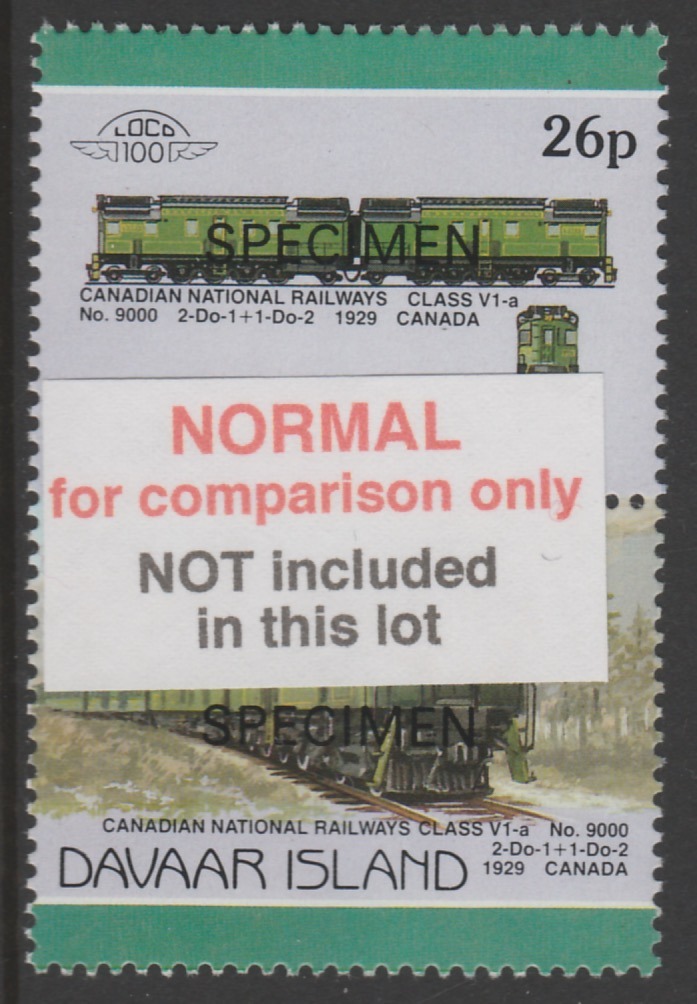 LOCO
100
26p
SPECIMEN
CANADIAN NATIONAL RAILWAYS CLASS V1-a
No. 9000 2-Do-1+1-Do-2 1929 CANADA
NORMAL
for comparison only
NOT included
in this lot
SPECIMEN
CANADIAN NATIONAL RAILWAYS CLASS V1-a No. 9000
2-Do-1+1-Do-2
DAVAAR ISLAND 1929 CANADA